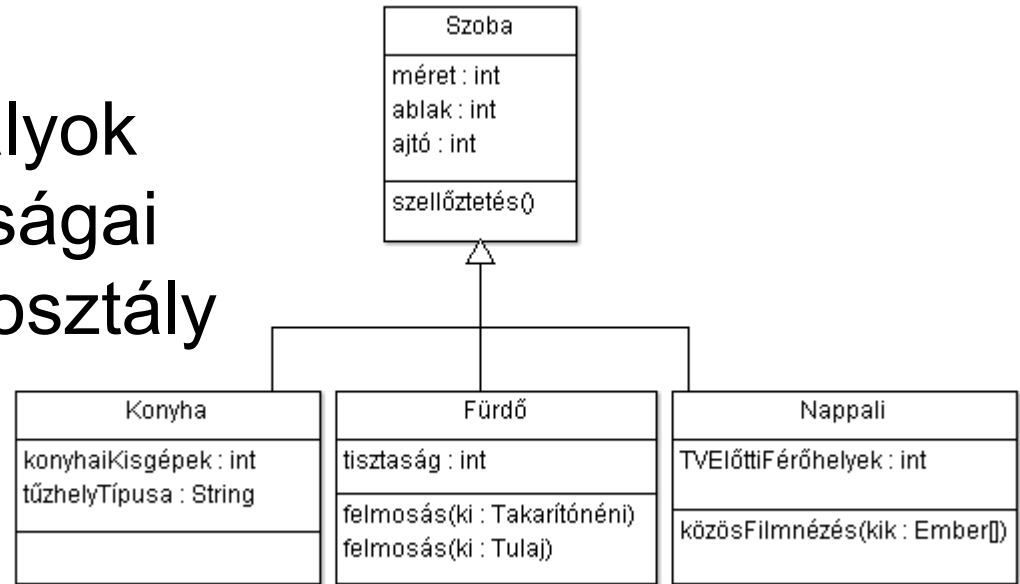 ályok
ságai
osztály
Szoba
méret : int
ablak : int
ajtó : int
szellőztetés()
Konyha
konyhaiKisgépek : int
tűzhelyTípusa : String
Fürdő
tisztaság : int
felmosás(ki : Takarítónéni)
felmosás(ki : Tulaj)
Nappali
TVElőttiFérőhelyek : int
közösFilmnézés(kik : Ember[])